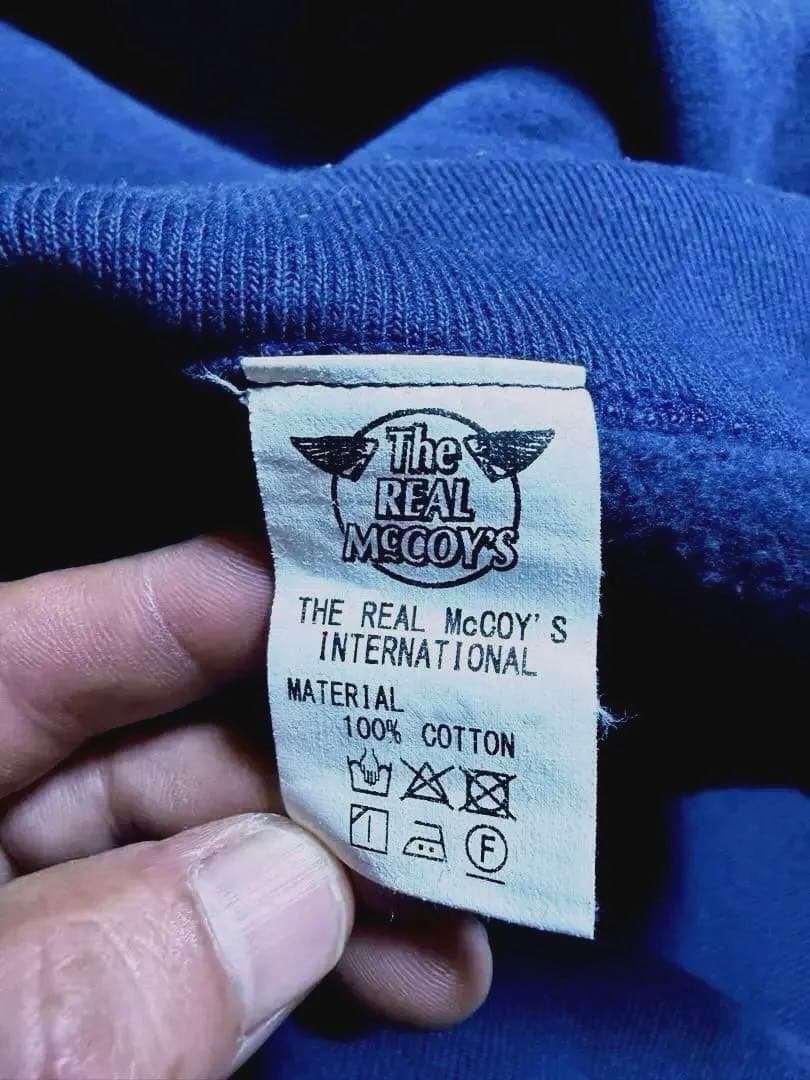 The
REAL
McCOY'S
THE REAL McCOY'S
INTERNATIONAL
MATERIAL
100% COTTON
F